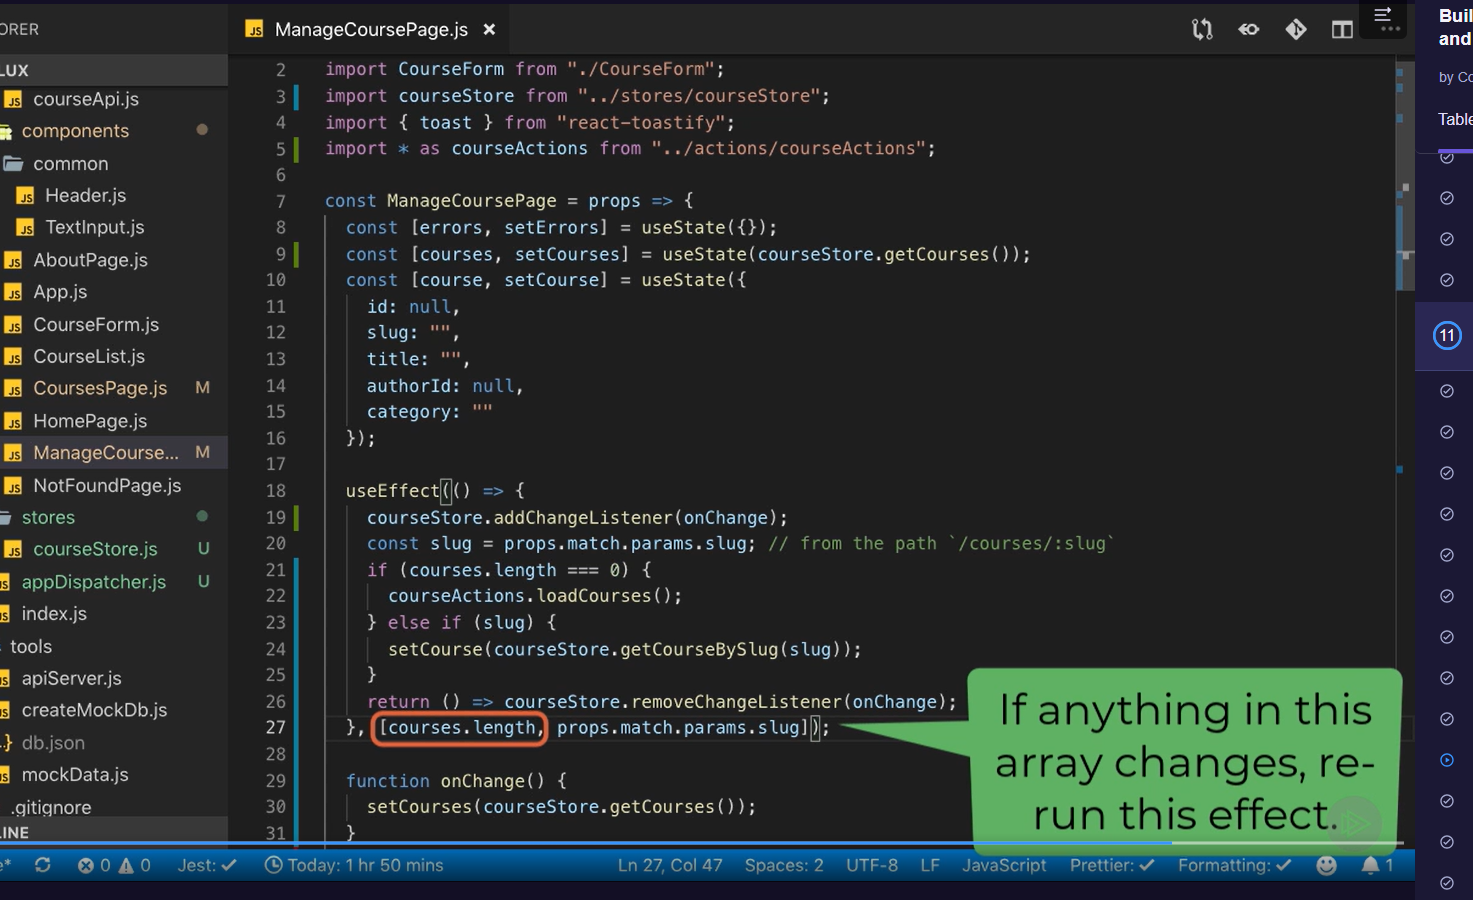 ORER
LUX
courseApi.js
components
common
Header.js
TextInput.js
AboutPage.js
App.js
CourseForm.js
CourseList.js
CoursesPage.js M
HomePage.js
ManageCourse... M
NotFoundPage.js
stores
courseStore.js U
appDispatcher.js U
index.js
tools
apiServer.js
createMockDb.js
db.json
mockData.js
.gitignore
LINE
JS ManageCoursePage.js ×
2 import CourseForm from "./CourseForm";
3 import courseStore from "../stores/courseStore";
4 import { toast } from "react-toastify";
5 import * as courseActions from "../actions/courseActions";
6
7 const ManageCoursePage = props => {
8 const [errors, setErrors] = useState({});
9 const [courses, setCourses] = useState(courseStore.getCourses());
10 const [course, setCourse] = useState({
11 id: null,
12 slug: "",
13 title: "",
14 authorId: null,
15 category: ""
16 });
17
18 useEffect(() => {
19 courseStore.addChangeListener(onChange);
20 const slug = props.match.params.slug; // from the path `/courses/:slug`
21 if (courses.length === 0) {
22 courseActions.loadCourses();
23 } else if (slug) {
24 setCourse(courseStore.getCourseBySlug(slug));
25 }
26 return () => courseStore.removeChangeListener(onChange);
27 }, [courses.length, props.match.params.slug]);
28
29 function onChange() {
30 setCourses(courseStore.getCourses());
31 }
If anything in this
array changes, re-
run this effect.
0 0 Jest: ✓ Today: 1 hr 50 mins Ln 27, Col 47 Spaces: 2 UTF-8 LF JavaScript Prettier: ✓ Formatting: ✓ 1
Buil
and
by Co
Table
11